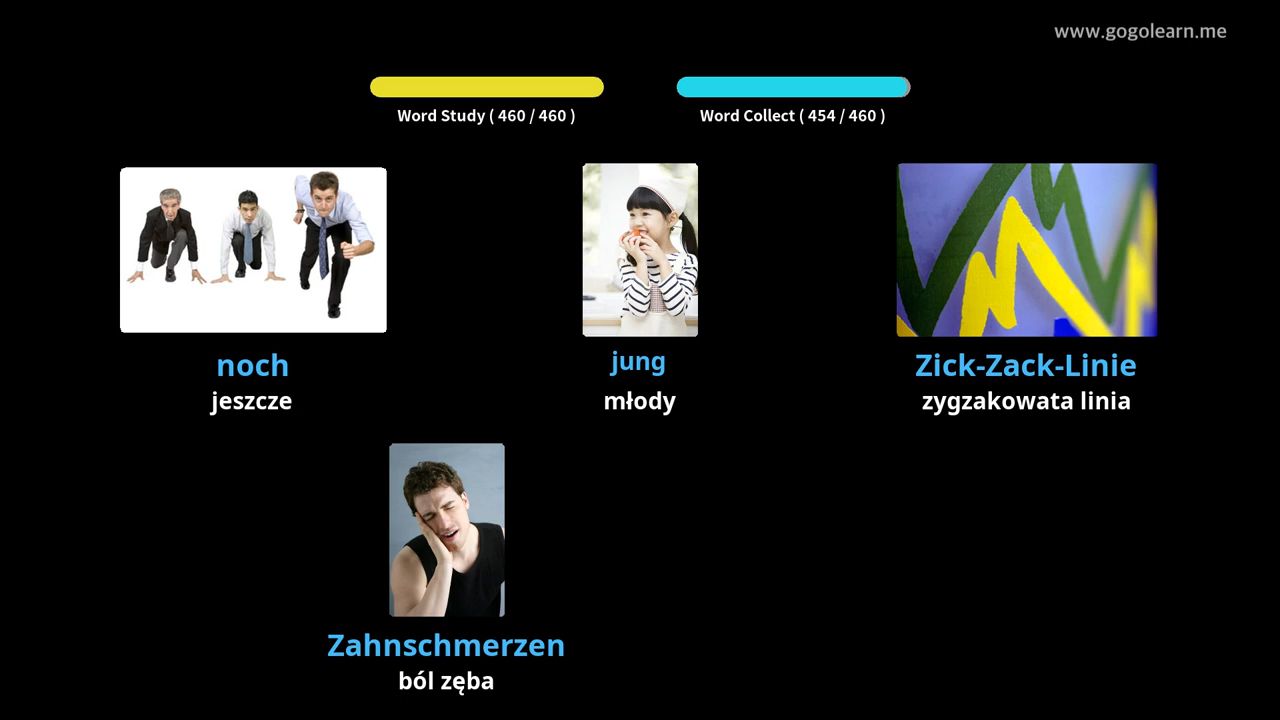 www.gogolearn.me
Word Study ( 460 / 460 )
Word Collect ( 454 / 460 )
noch
jeszcze
jung
młody
Zick-Zack-Linie
zygzakowata linia
Zahnschmerzen
ból zęba